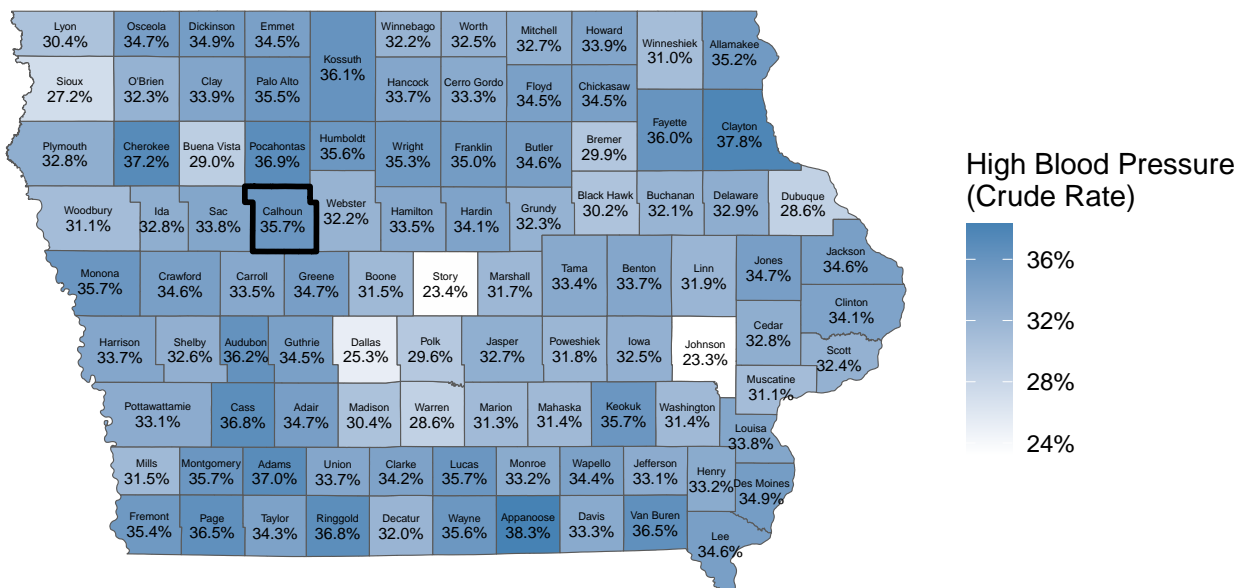 Lyon
30.4%
Osceola
34.7%
Dickinson
34.9%
Emmet
34.5%
Kossuth
36.1%
Winnebago
32.2%
Worth
32.5%
Mitchell
32.7%
Howard
33.9%
Winneshiek
31.0%
Allamakee
35.2%
Sioux
27.2%
O'Brien
32.3%
Clay
33.9%
Palo Alto
35.5%
Hancock
33.7%
Cerro Gordo
33.3%
Floyd
34.5%
Chickasaw
34.5%
Fayette
36.0%
Clayton
37.8%
Plymouth
32.8%
Cherokee
37.2%
Buena Vista
29.0%
Pocahontas
36.9%
Humboldt
35.6%
Wright
35.3%
Franklin
35.0%
Butler
34.6%
Bremer
29.9%
Woodbury
31.1%
Ida
32.8%
Sac
33.8%
Calhoun
35.7%
Webster
32.2%
Hamilton
33.5%
Hardin
34.1%
Grundy
32.3%
Black Hawk
30.2%
Buchanan
32.1%
Delaware
32.9%
Dubuque
28.6%
Monona
35.7%
Crawford
34.6%
Carroll
33.5%
Greene
34.7%
Boone
31.5%
Story
23.4%
Marshall
31.7%
Tama
33.4%
Benton
33.7%
Linn
31.9%
Jones
34.7%
Jackson
34.6%
Clinton
34.1%
Harrison
33.7%
Shelby
32.6%
Audubon
36.2%
Guthrie
34.5%
Dallas
25.3%
Polk
29.6%
Jasper
32.7%
Poweshiek
31.8%
Iowa
32.5%
Johnson
23.3%
Cedar
32.8%
Scott
32.4%
Muscatine
31.1%
Pottawattamie
33.1%
Cass
36.8%
Adair
34.7%
Madison
30.4%
Warren
28.6%
Marion
31.3%
Mahaska
31.4%
Keokuk
35.7%
Washington
31.4%
Louisa
33.8%
Mills
31.5%
Montgomery
35.7%
Adams
37.0%
Union
33.7%
Clarke
34.2%
Lucas
35.7%
Monroe
33.2%
Wapello
34.4%
Jefferson
33.1%
Henry
33.2%
Des Moines
34.9%
Fremont
35.4%
Page
36.5%
Taylor
34.3%
Ringgold
36.8%
Decatur
32.0%
Wayne
35.6%
Appanoose
38.3%
Davis
33.3%
Van Buren
36.5%
Lee
34.6%
High Blood Pressure
(Crude Rate)
36%
32%
28%
24%